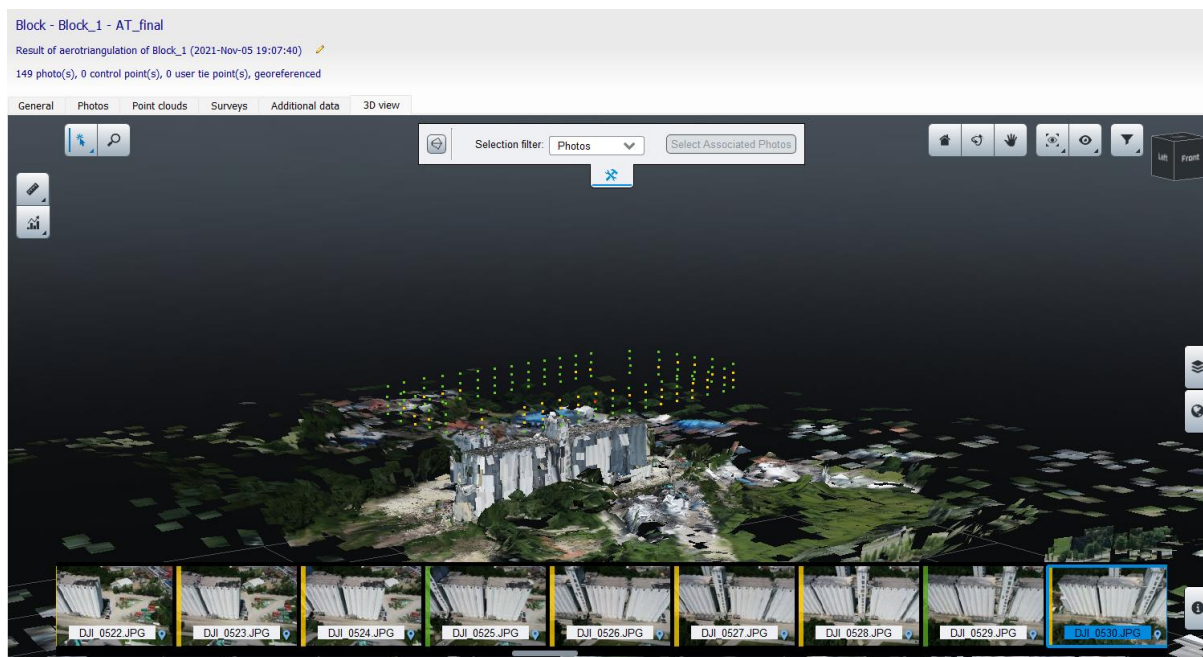 Block - Block_1 - AT_final
Result of aerotriangulation of Block_1 (2021-Nov-05 19:07:40)
149 photo(s), 0 control point(s), 0 user tie point(s), georeferenced
General Photos Point clouds Surveys Additional data 3D view
Selection filter: Photos Select Associated Photos
Left Front
DJI_0522.JPG DJI_0523.JPG DJI_0524.JPG DJI_0525.JPG DJI_0526.JPG DJI_0527.JPG DJI_0528.JPG DJI_0529.JPG DJI_0530.JPG